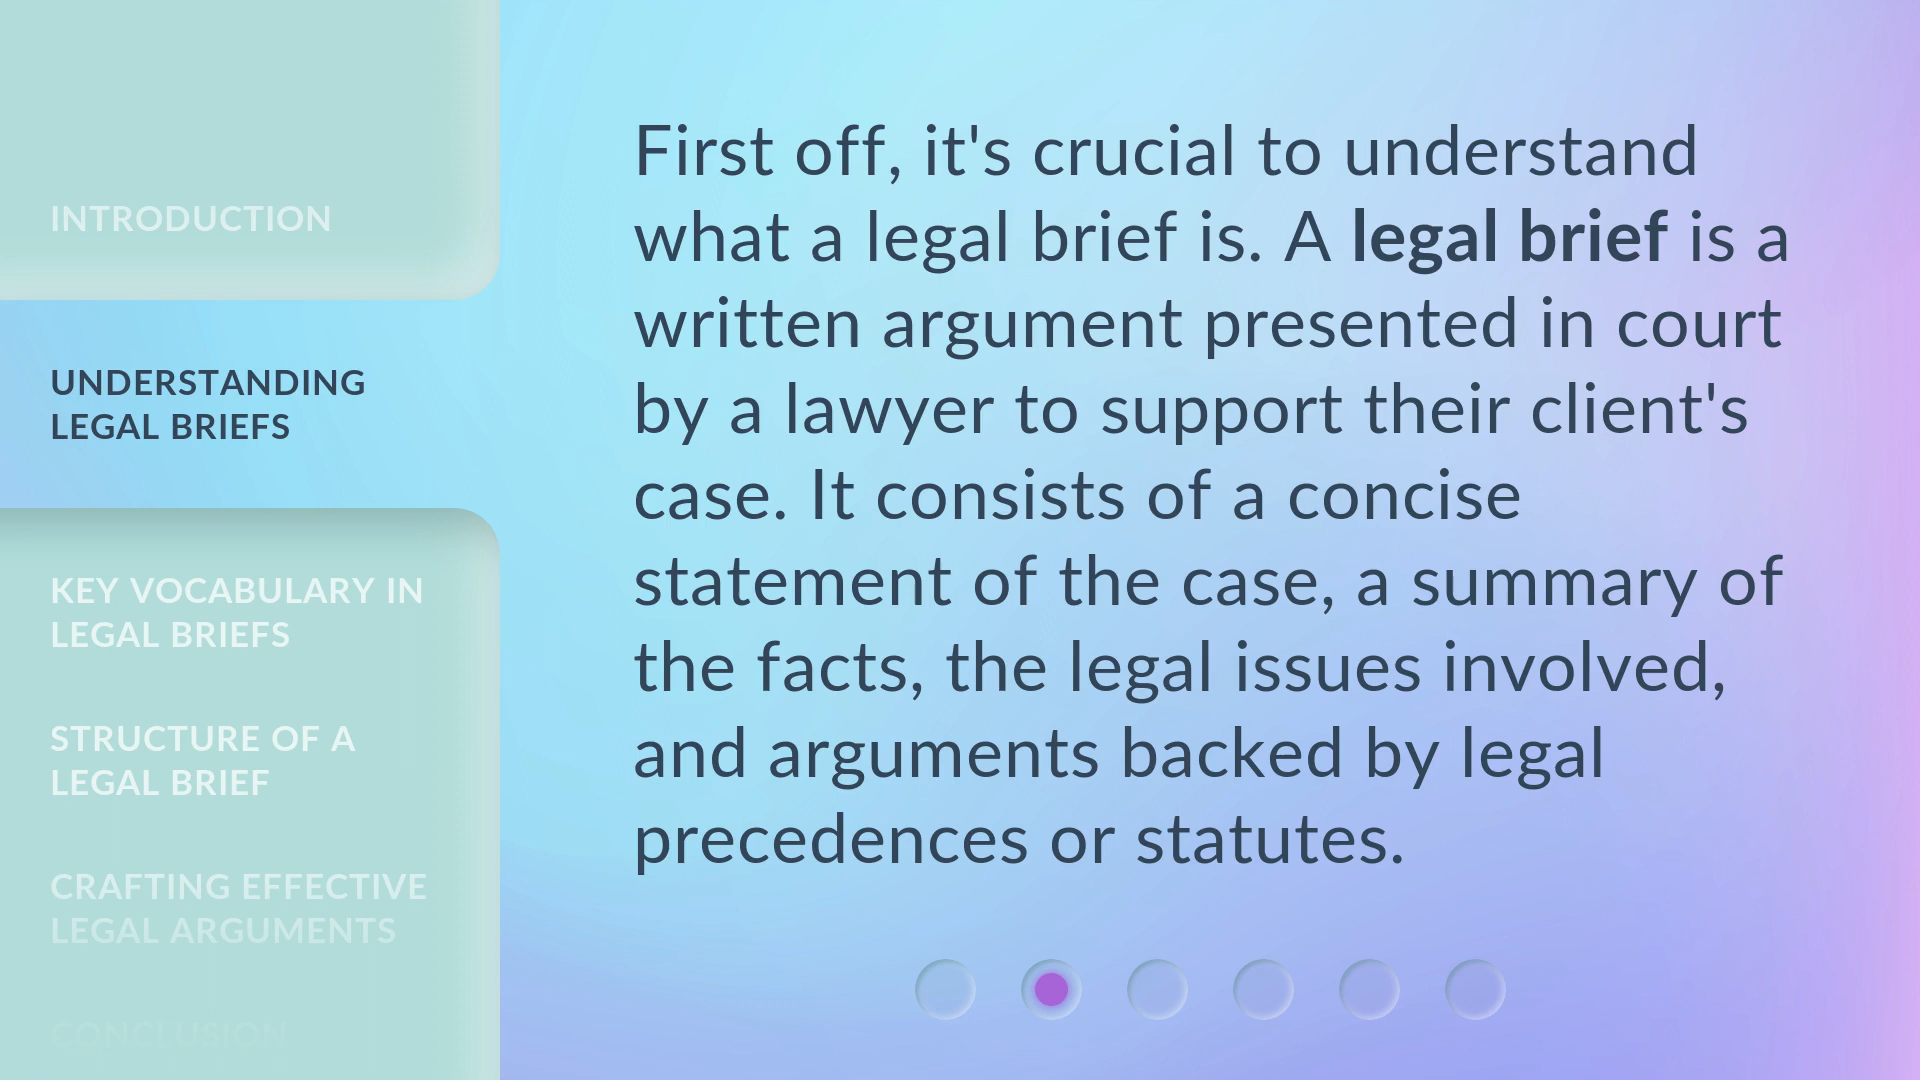 INTRODUCTION
UNDERSTANDING
LEGAL BRIEFS
KEY VOCABULARY IN
LEGAL BRIEFS
STRUCTURE OF A
LEGAL BRIEF
CRAFTING EFFECTIVE
LEGAL ARGUMENTS
CONCLUSION
First off, it's crucial to understand
what a legal brief is. A legal brief is a
written argument presented in court
by a lawyer to support their client's
case. It consists of a concise
statement of the case, a summary of
the facts, the legal issues involved,
and arguments backed by legal
precedences or statutes.